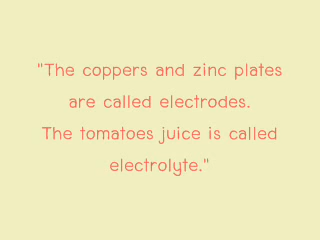 "The coppers and zinc plates
are called electrodes.
The tomatoes juice is called
electrolyte."